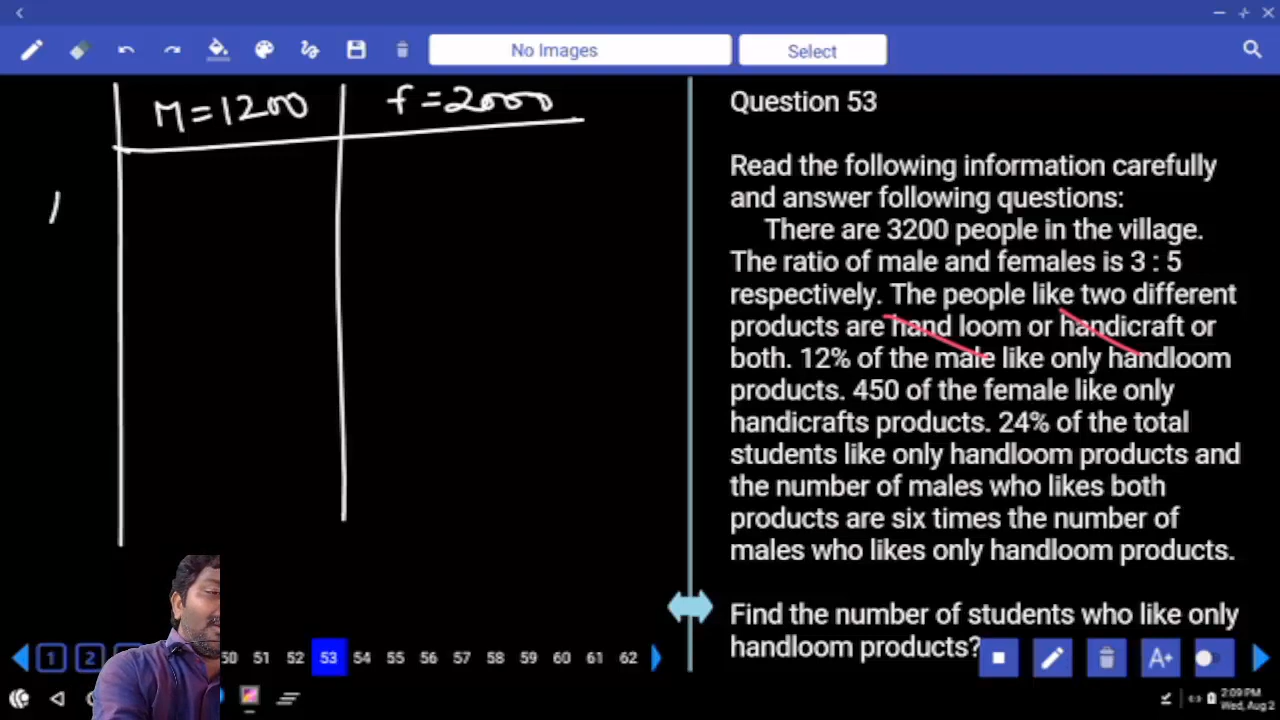 No Images
Select
M = 1200
f = 2000
Question 53
Read the following information carefully
and answer following questions:
There are 3200 people in the village.
The ratio of male and females is 3 : 5
respectively. The people like two different
products are hand loom or handicraft or
both. 12% of the male like only handloom
products. 450 of the female like only
handicrafts products. 24% of the total
students like only handloom products and
the number of males who likes both
products are six times the number of
males who likes only handloom products.
Find the number of students who like only
handloom products?
1 2 50 51 52 53 54 55 56 57 58 59 60 61 62
A+
2:09 PM
Wed, Aug 2